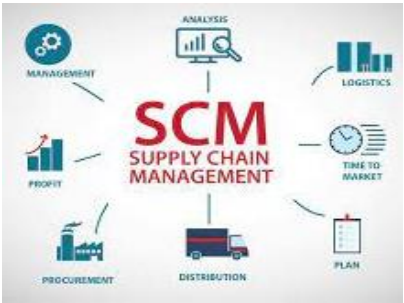 ANALYSIS
MANAGEMENT
LOGISTICS
SCM
SUPPLY CHAIN
MANAGEMENT
PROFIT
TIME TO
MARKET
PROCUREMENT
DISTRIBUTION
PLAN